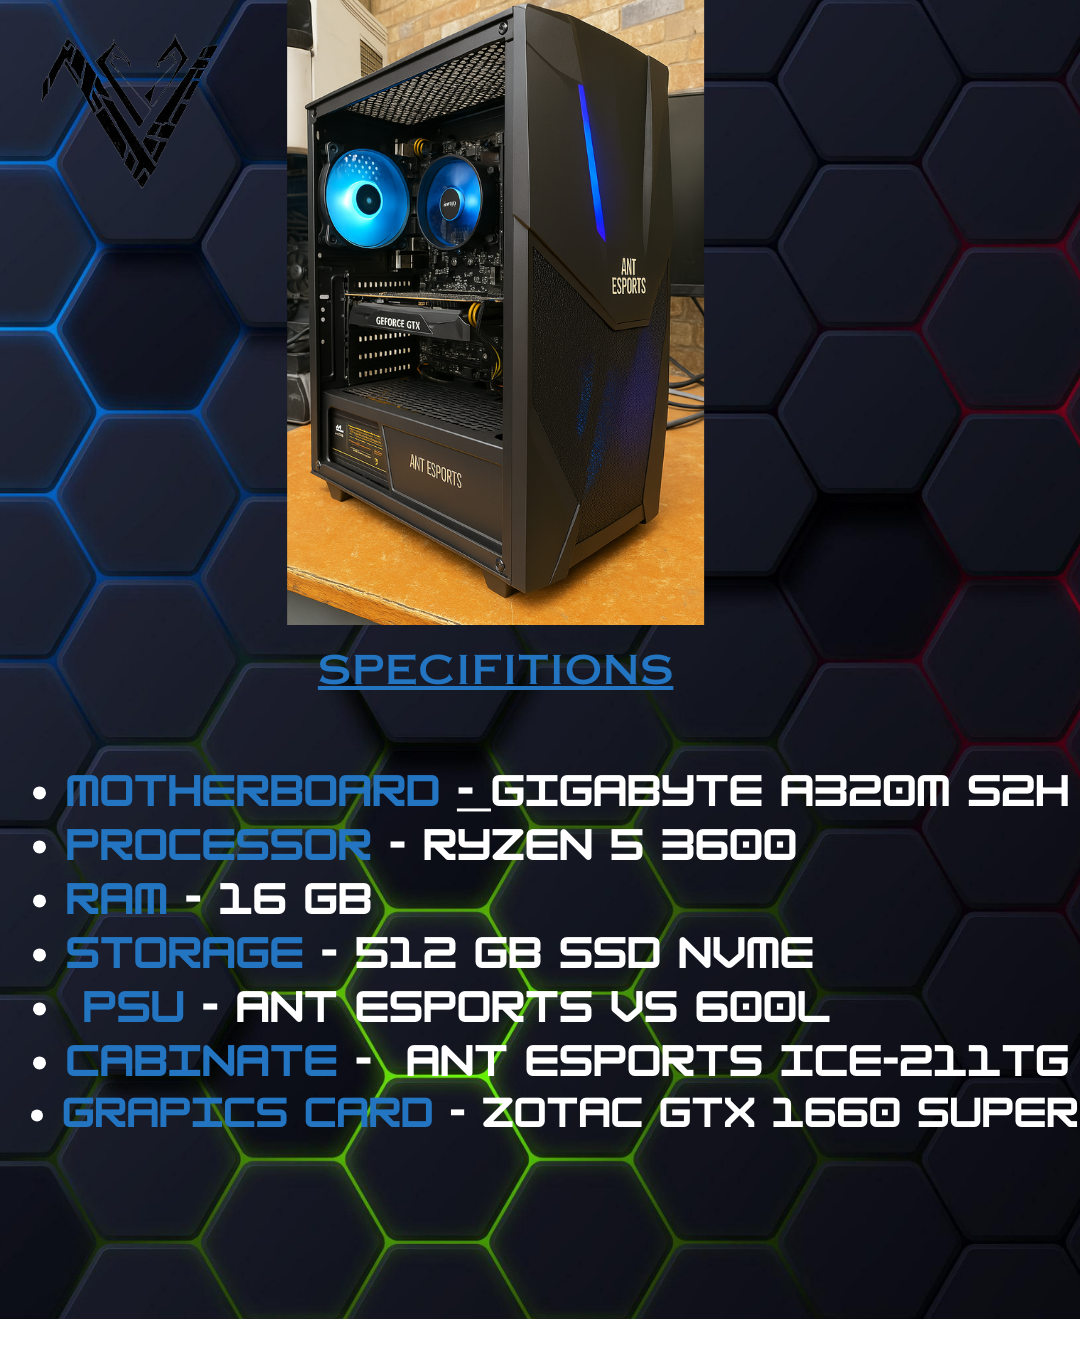 ANT
ESPORTS
GEFORCE GTX
ANT ESPORTS
SPECIFITIONS
• MOTHERBOARD - GIGABYTE A320M S2H
• PROCESSOR - RYZEN 5 3600
• RAM - 16 GB
• STORAGE - 512 GB SSD NVME
• PSU - ANT ESPORTS VS 600L
• CABINATE - ANT ESPORTS ICE-211TG
• GRAPICS CARD - ZOTAC GTX 1660 SUPER